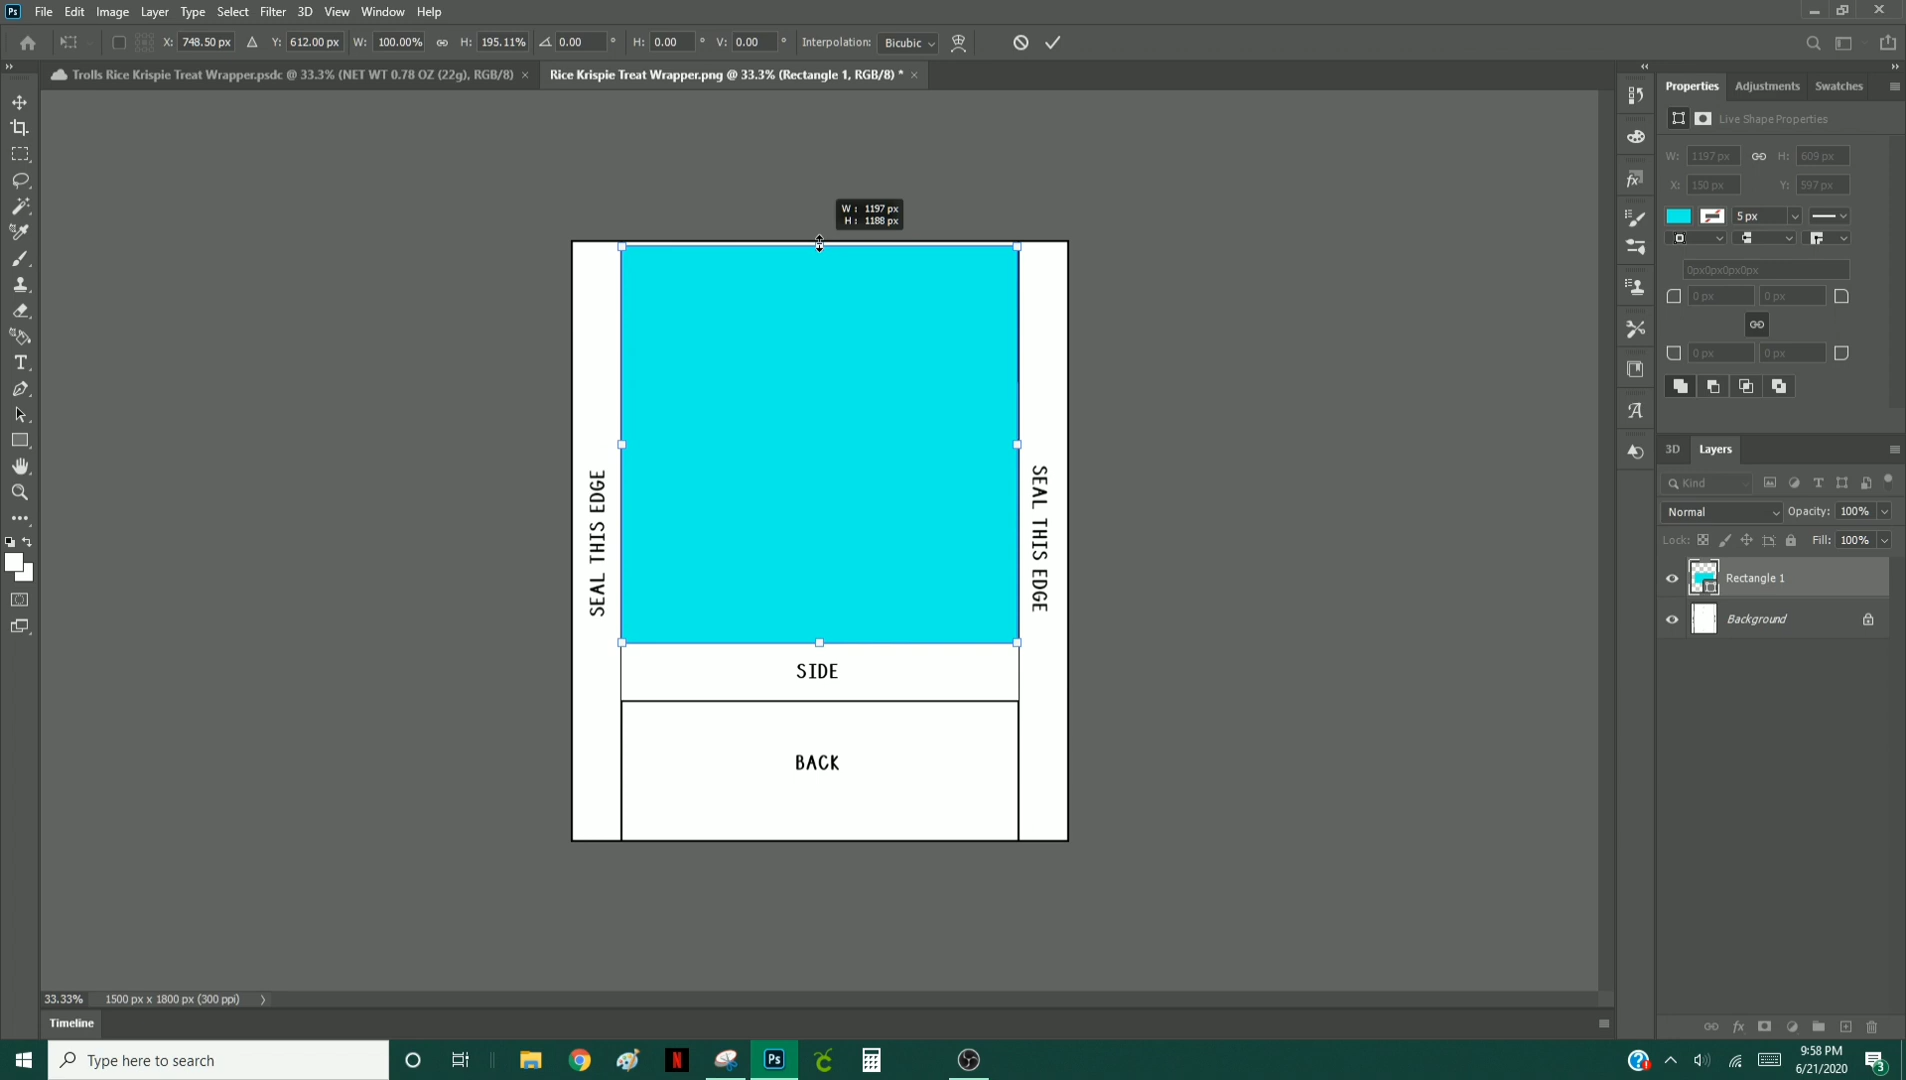 Ps File Edit Image Layer Type Select Filter 3D View Window Help
X: 748.50 px Y: 612.00 px W: 100.00% H: 195.11% 0.00 ° H: 0.00 ° V: 0.00 ° Interpolation: Bicubic
Trolls Rice Krispie Treat Wrapper.psdc @ 33.3% (NET WT 0.78 OZ (22g), RGB/8) × Rice Krispie Treat Wrapper.png @ 33.3% (Rectangle 1, RGB/8) * ×
Properties Adjustments Swatches
Live Shape Properties
W: 1197 px H: 609 px
X: 150 px Y: 597 px
5 px
0px0px0px0px
0 px 0 px
0 px 0 px
W : 1197 px
H : 1188 px
SEAL THIS EDGE
SEAL THIS EDGE
SIDE
BACK
3D Layers
Kind
Normal Opacity: 100%
Lock: Fill: 100%
Rectangle 1
Background
33.33% 1500 px x 1800 px (300 ppi)
Timeline
Type here to search
N
Ps
9:58 PM
6/21/2020
3